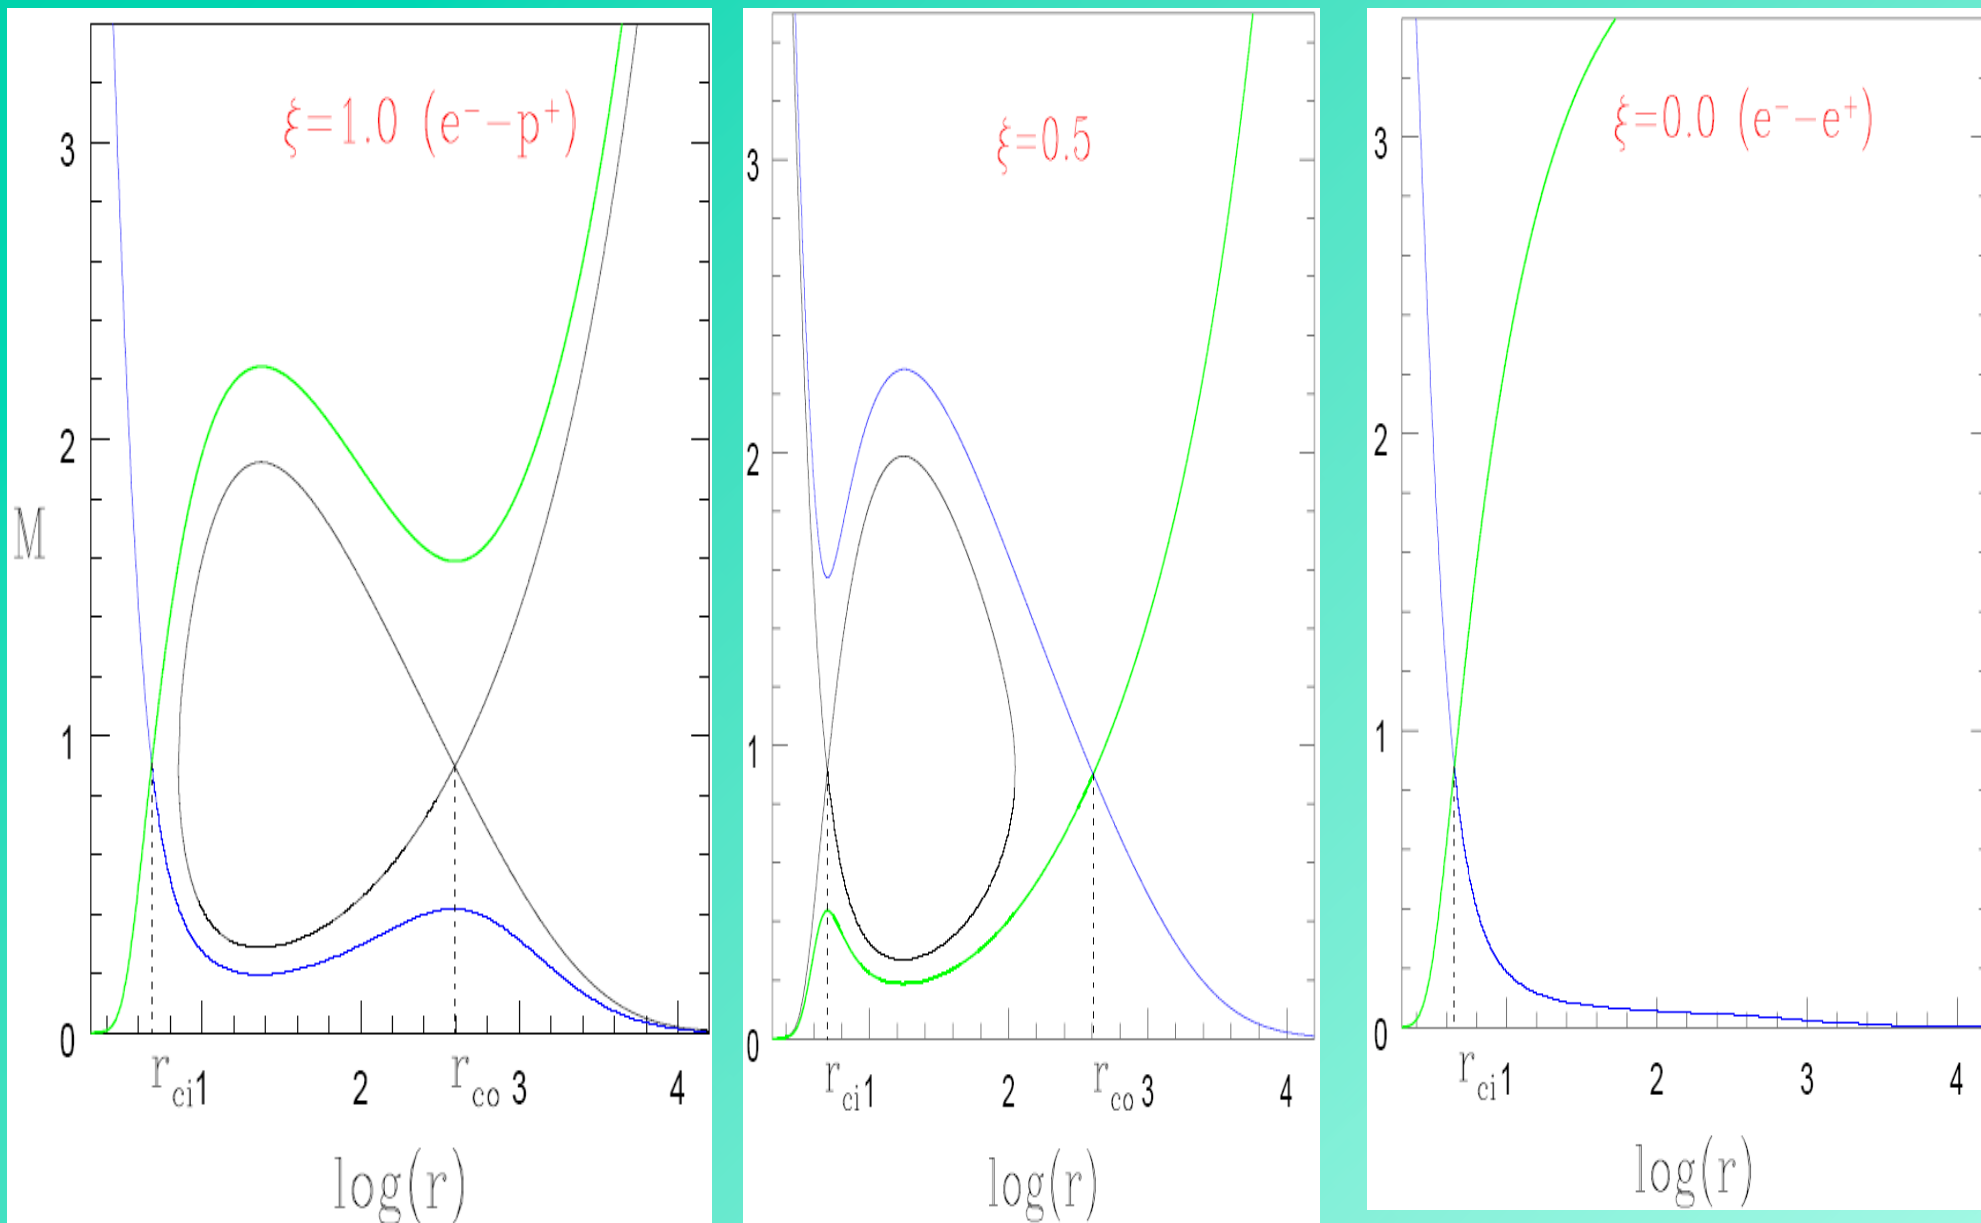 ξ=1.0 (e⁻−p⁺)
3
2
M
1
0
r_ci 1 2 r_co 3 4
log(r)
ξ=0.5
3
2
1
0
r_ci 1 2 r_co 3 4
log(r)
ξ=0.0 (e⁻−e⁺)
3
2
1
0
r_ci 1 2 3 4
log(r)